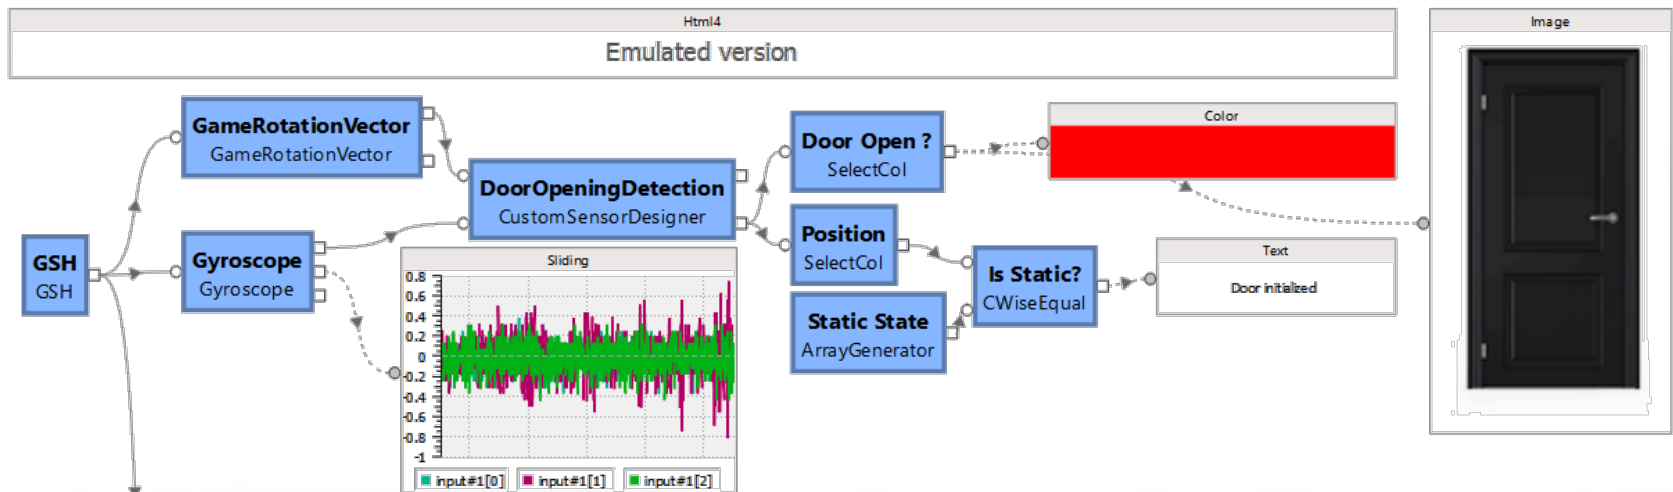 Html4
Emulated version
Image
GameRotationVector
GameRotationVector
DoorOpeningDetection
CustomSensorDesigner
Door Open ?
SelectCol
Color
GSH
GSH
Gyroscope
Gyroscope
Position
SelectCol
Is Static?
CWiseEqual
Text
Door initialized
Static State
ArrayGenerator
Sliding
0.8
0.6
0.4
0.2
0
-0.2
-0.4
-0.6
-0.8
-1
input#1[0] input#1[1] input#1[2]